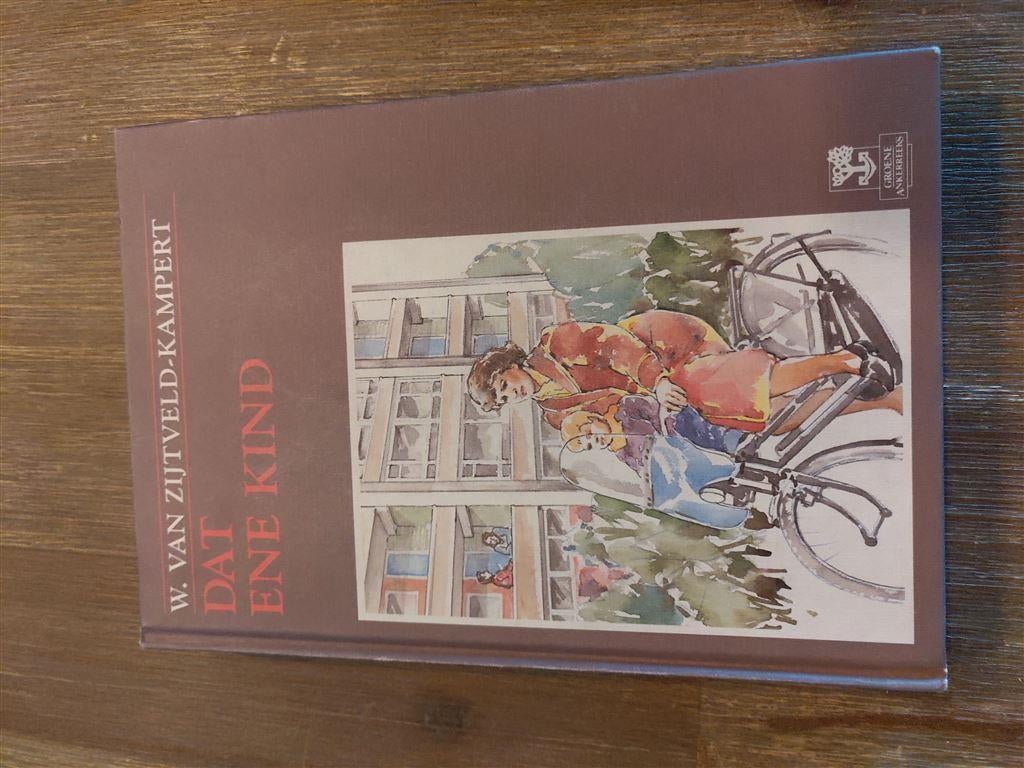 W. VAN ZIJTVELD-KAMPERT
DAT
ENE KIND
GROENE
ANKERREEKS